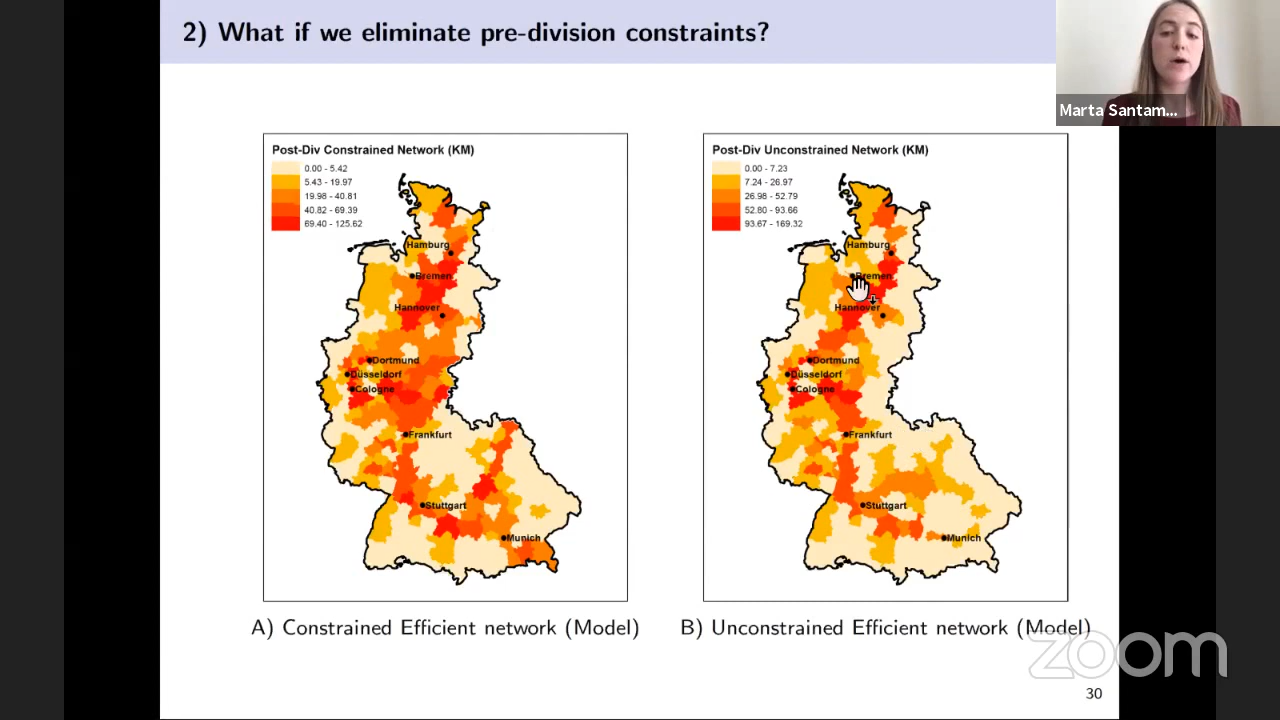 2) What if we eliminate pre-division constraints?
Marta Santam...
Post-Div Constrained Network (KM)
0.00 - 5.42
5.43 - 19.97
19.98 - 40.81
40.82 - 69.39
69.40 - 125.62
Hamburg
Bremen
Hannover
Dortmund
Düsseldorf
Cologne
Frankfurt
Stuttgart
Munich
Post-Div Unconstrained Network (KM)
0.00 - 7.23
7.24 - 26.97
26.98 - 52.79
52.80 - 93.66
93.67 - 169.32
Hamburg
Bremen
Hannover
Dortmund
Düsseldorf
Cologne
Frankfurt
Stuttgart
Munich
A) Constrained Efficient network (Model)
B) Unconstrained Efficient network (Model)
zoom
30